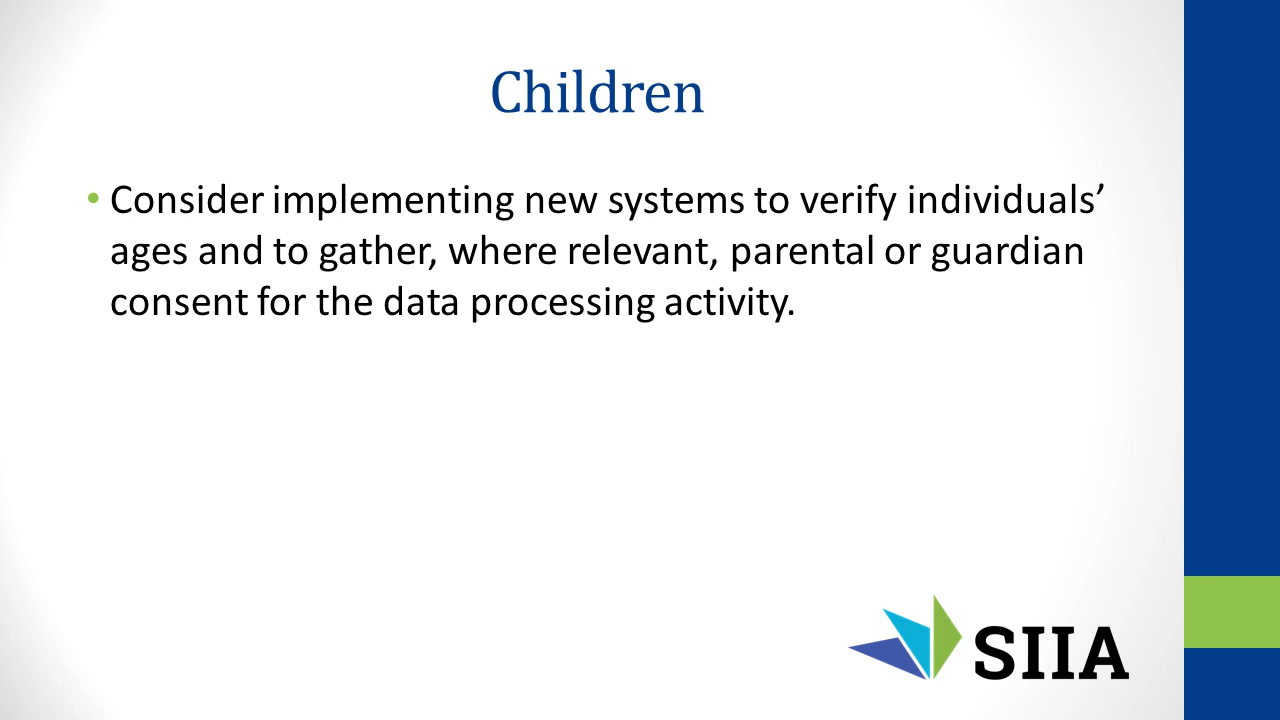 Children
• Consider implementing new systems to verify individuals’
ages and to gather, where relevant, parental or guardian
consent for the data processing activity.
SIIA